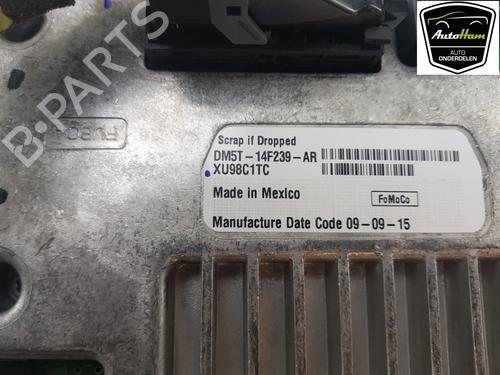 AutoHam
AUTO
ONDERDELEN
B-PARTS
Scrap if Dropped
DM5T-14F239-AR
XU98C1TC
Made in Mexico
FoMoCo
Manufacture Date Code 09-09-15